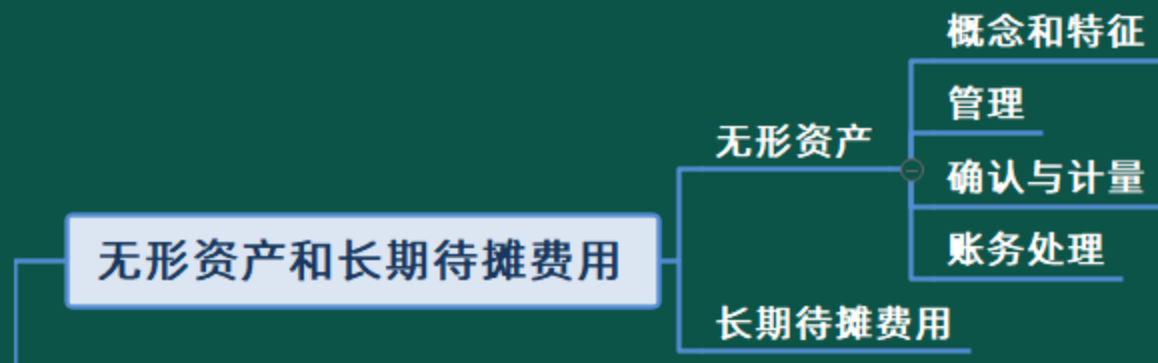 无形资产和长期待摊费用
无形资产
概念和特征
管理
确认与计量
账务处理
长期待摊费用